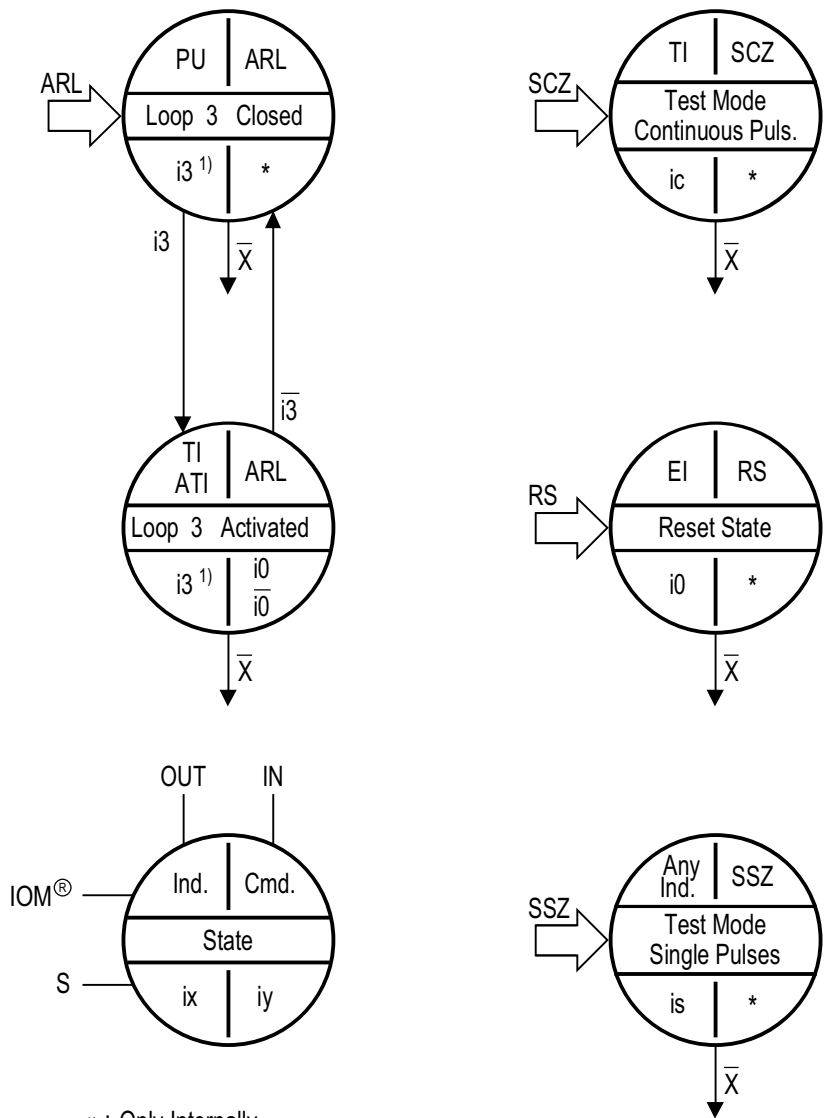 ARL
PU ARL
Loop 3 Closed
i3 1) *
i3
X̅
i̅3̅
TI
ATI
ARL
Loop 3 Activated
i3 1)
i0
i̅0̅
X̅
OUT IN
IOM®
Ind. Cmd.
State
S
ix iy
SCZ
TI SCZ
Test Mode
Continuous Puls.
ic *
X̅
RS
EI RS
Reset State
i0 *
X̅
SSZ
Any
Ind.
SSZ
Test Mode
Single Pulses
is *
X̅
Only Internally